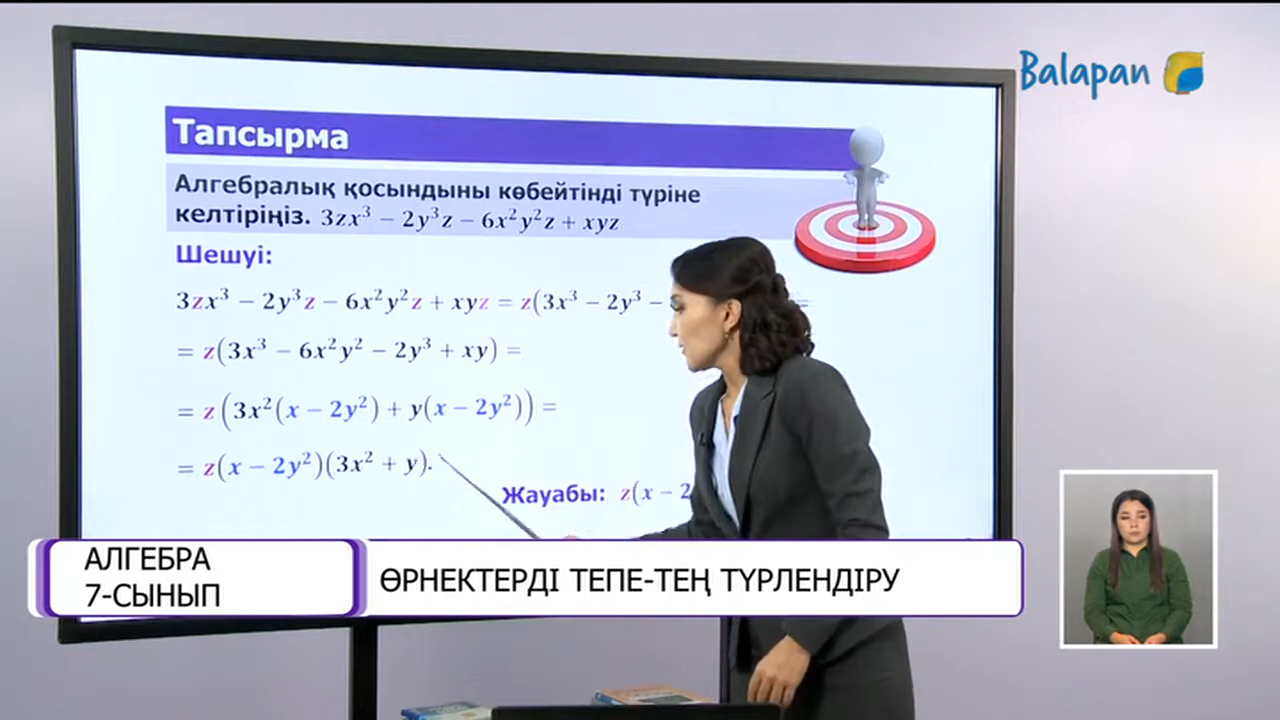 Balapan
Тапсырма
Алгебралық қосындыны көбейтінді түріне
келтіріңіз. 3zx³ − 2y³z − 6x²y²z + xyz
Шешуі:
3zx³ − 2y³z − 6x²y²z + xyz = z(3x³ − 2y³ − =
= z(3x³ − 6x²y² − 2y³ + xy) =
= z(3x²(x − 2y²) + y(x − 2y²)) =
= z(x − 2y²)(3x² + y).
Жауабы: z(x − 2
АЛГЕБРА
7-СЫНЫП
ӨРНЕКТЕРДІ ТЕПЕ-ТЕҢ ТҮРЛЕНДІРУ